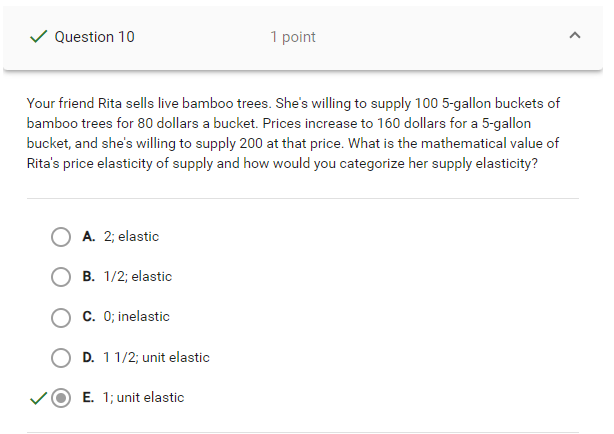 Question 10 1 point
Your friend Rita sells live bamboo trees. She's willing to supply 100 5-gallon buckets of
bamboo trees for 80 dollars a bucket. Prices increase to 160 dollars for a 5-gallon
bucket, and she's willing to supply 200 at that price. What is the mathematical value of
Rita's price elasticity of supply and how would you categorize her supply elasticity?
A. 2; elastic
B. 1/2; elastic
C. 0; inelastic
D. 1 1/2; unit elastic
E. 1; unit elastic